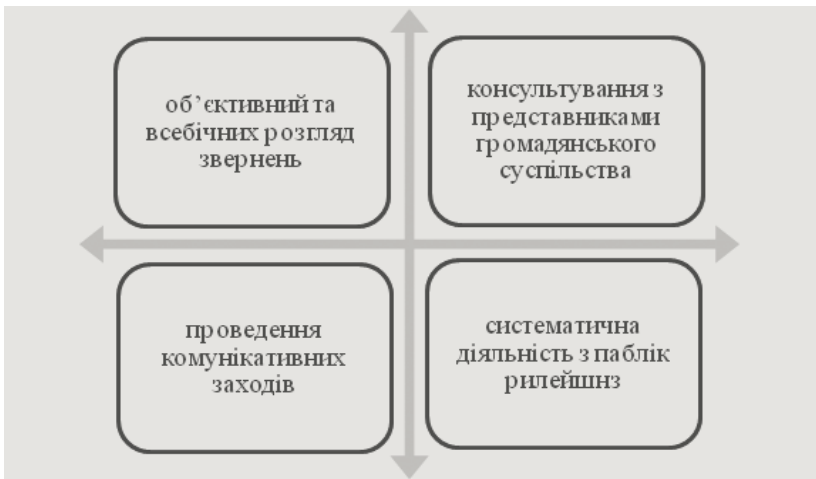 об’єктивний та
всебічних розгляд
звернень
консультування з
представниками
громадянського
суспільства
проведення
комунікативних
заходів
систематична
діяльність з паблік
рилейшнз